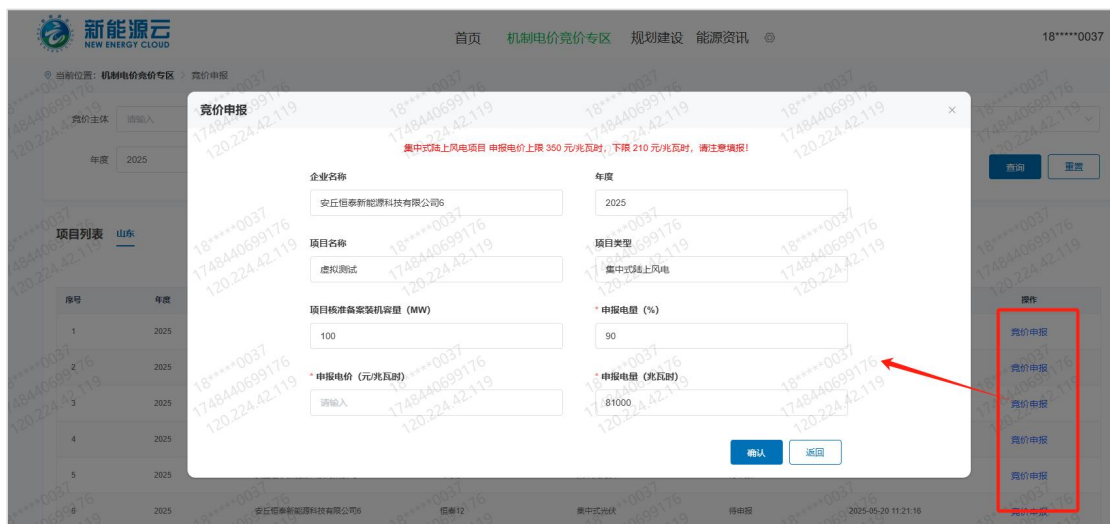 新能源云
NEW ENERGY CLOUD
首页 机制电价竞价专区 规划建设 能源资讯
18*****0037
当前位置：机制电价竞价专区 〉 竞价申报
竞价主体 请输入
年度 2025
查询 重置
竞价申报
集中式陆上风电项目 申报电价上限 350 元/兆瓦时，下限 210 元/兆瓦时，请注意填报！
企业名称 年度
安丘恒泰新能源科技有限公司6 2025
项目名称 项目类型
虚拟测试 集中式陆上风电
项目核准备案装机容量（MW） * 申报电量（%）
100 90
* 申报电价（元/兆瓦时） * 申报电量（兆瓦时）
请输入 81000
确认 返回
项目列表 山东
序号 年度 操作
1 2025 竞价申报
2 2025 竞价申报
3 2025 竞价申报
4 2025 竞价申报
5 2025 竞价申报
6 2025 安丘恒泰新能源科技有限公司6 恒泰12 集中式光伏 待申报 2025-05-20 11:21:16 竞价申报
18*****0037
1748440699176
120.224.42.119